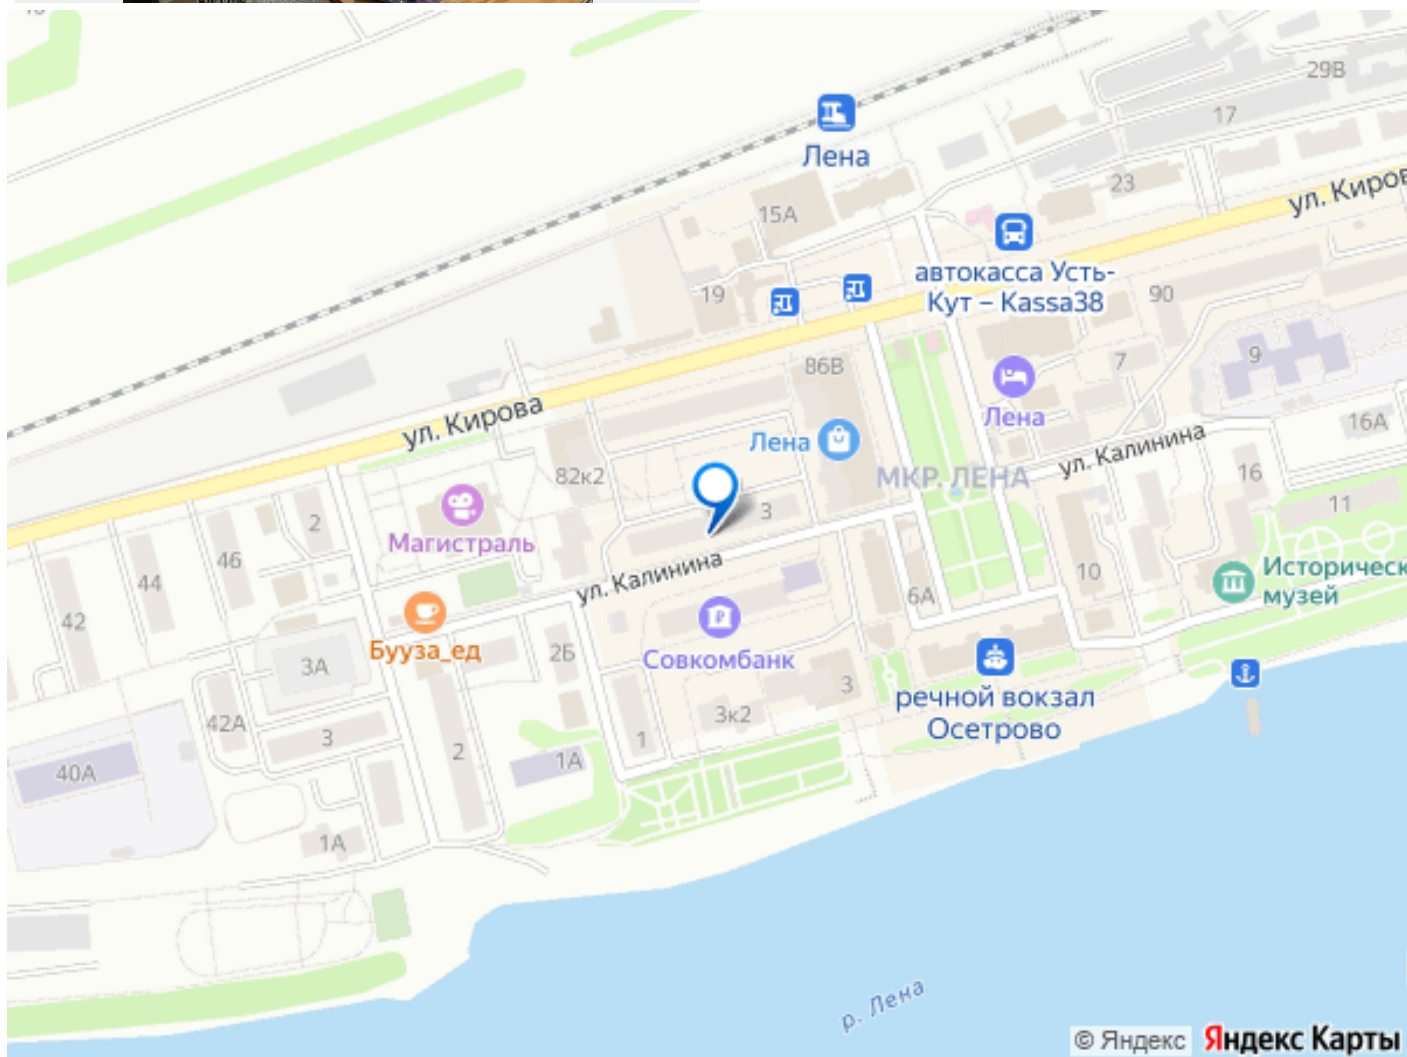 29В
17
Лена
23
ул. Киров
15А
автокасса Усть-
Кут – Kassa38
19
90
86В
7
9
Лена
ул. Кирова
Лена
16А
ул. Калинина
82к2
МКР. ЛЕНА
16
3
11
2
Магистраль
46
44
ул. Калинина
10
Историческ
музей
6А
42
Бууза_ед
2Б
Совкомбанк
3А
3
речной вокзал
Осетрово
42А
3к2
3
2
1
1А
40А
1А
р. Лена
© Яндекс Яндекс Карты